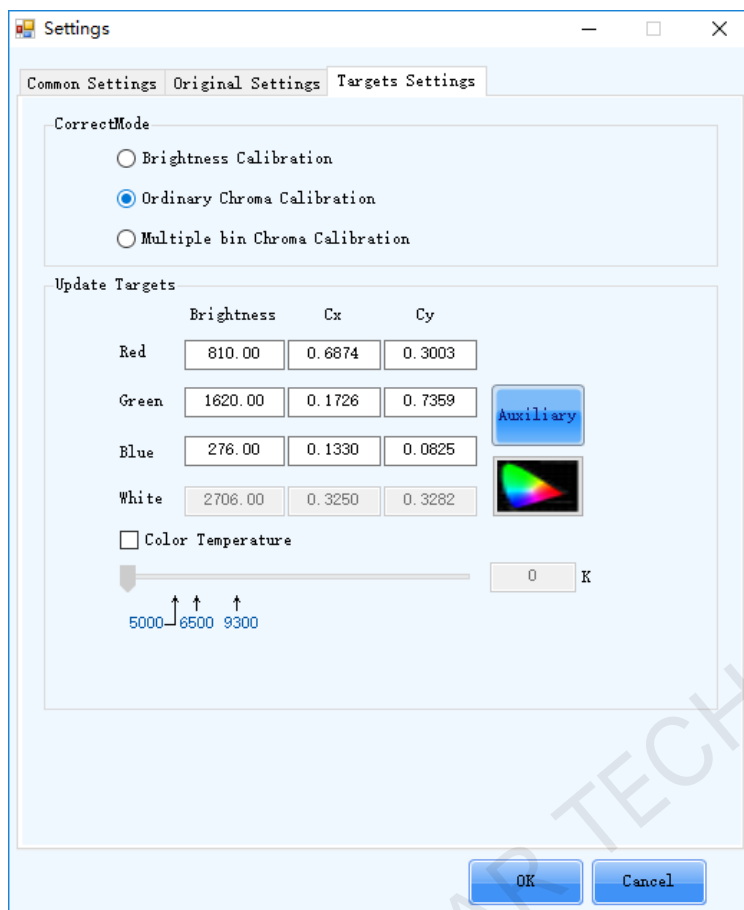 Settings
Common Settings Original Settings Targets Settings
CorrectMode
Brightness Calibration
Ordinary Chroma Calibration
Multiple bin Chroma Calibration
Update Targets
Brightness Cx Cy
Red 810.00 0.6874 0.3003
Green 1620.00 0.1726 0.7359
Auxiliary
Blue 276.00 0.1330 0.0825
White 2706.00 0.3250 0.3282
Color Temperature
0 K
5000 6500 9300
OK Cancel
TECH